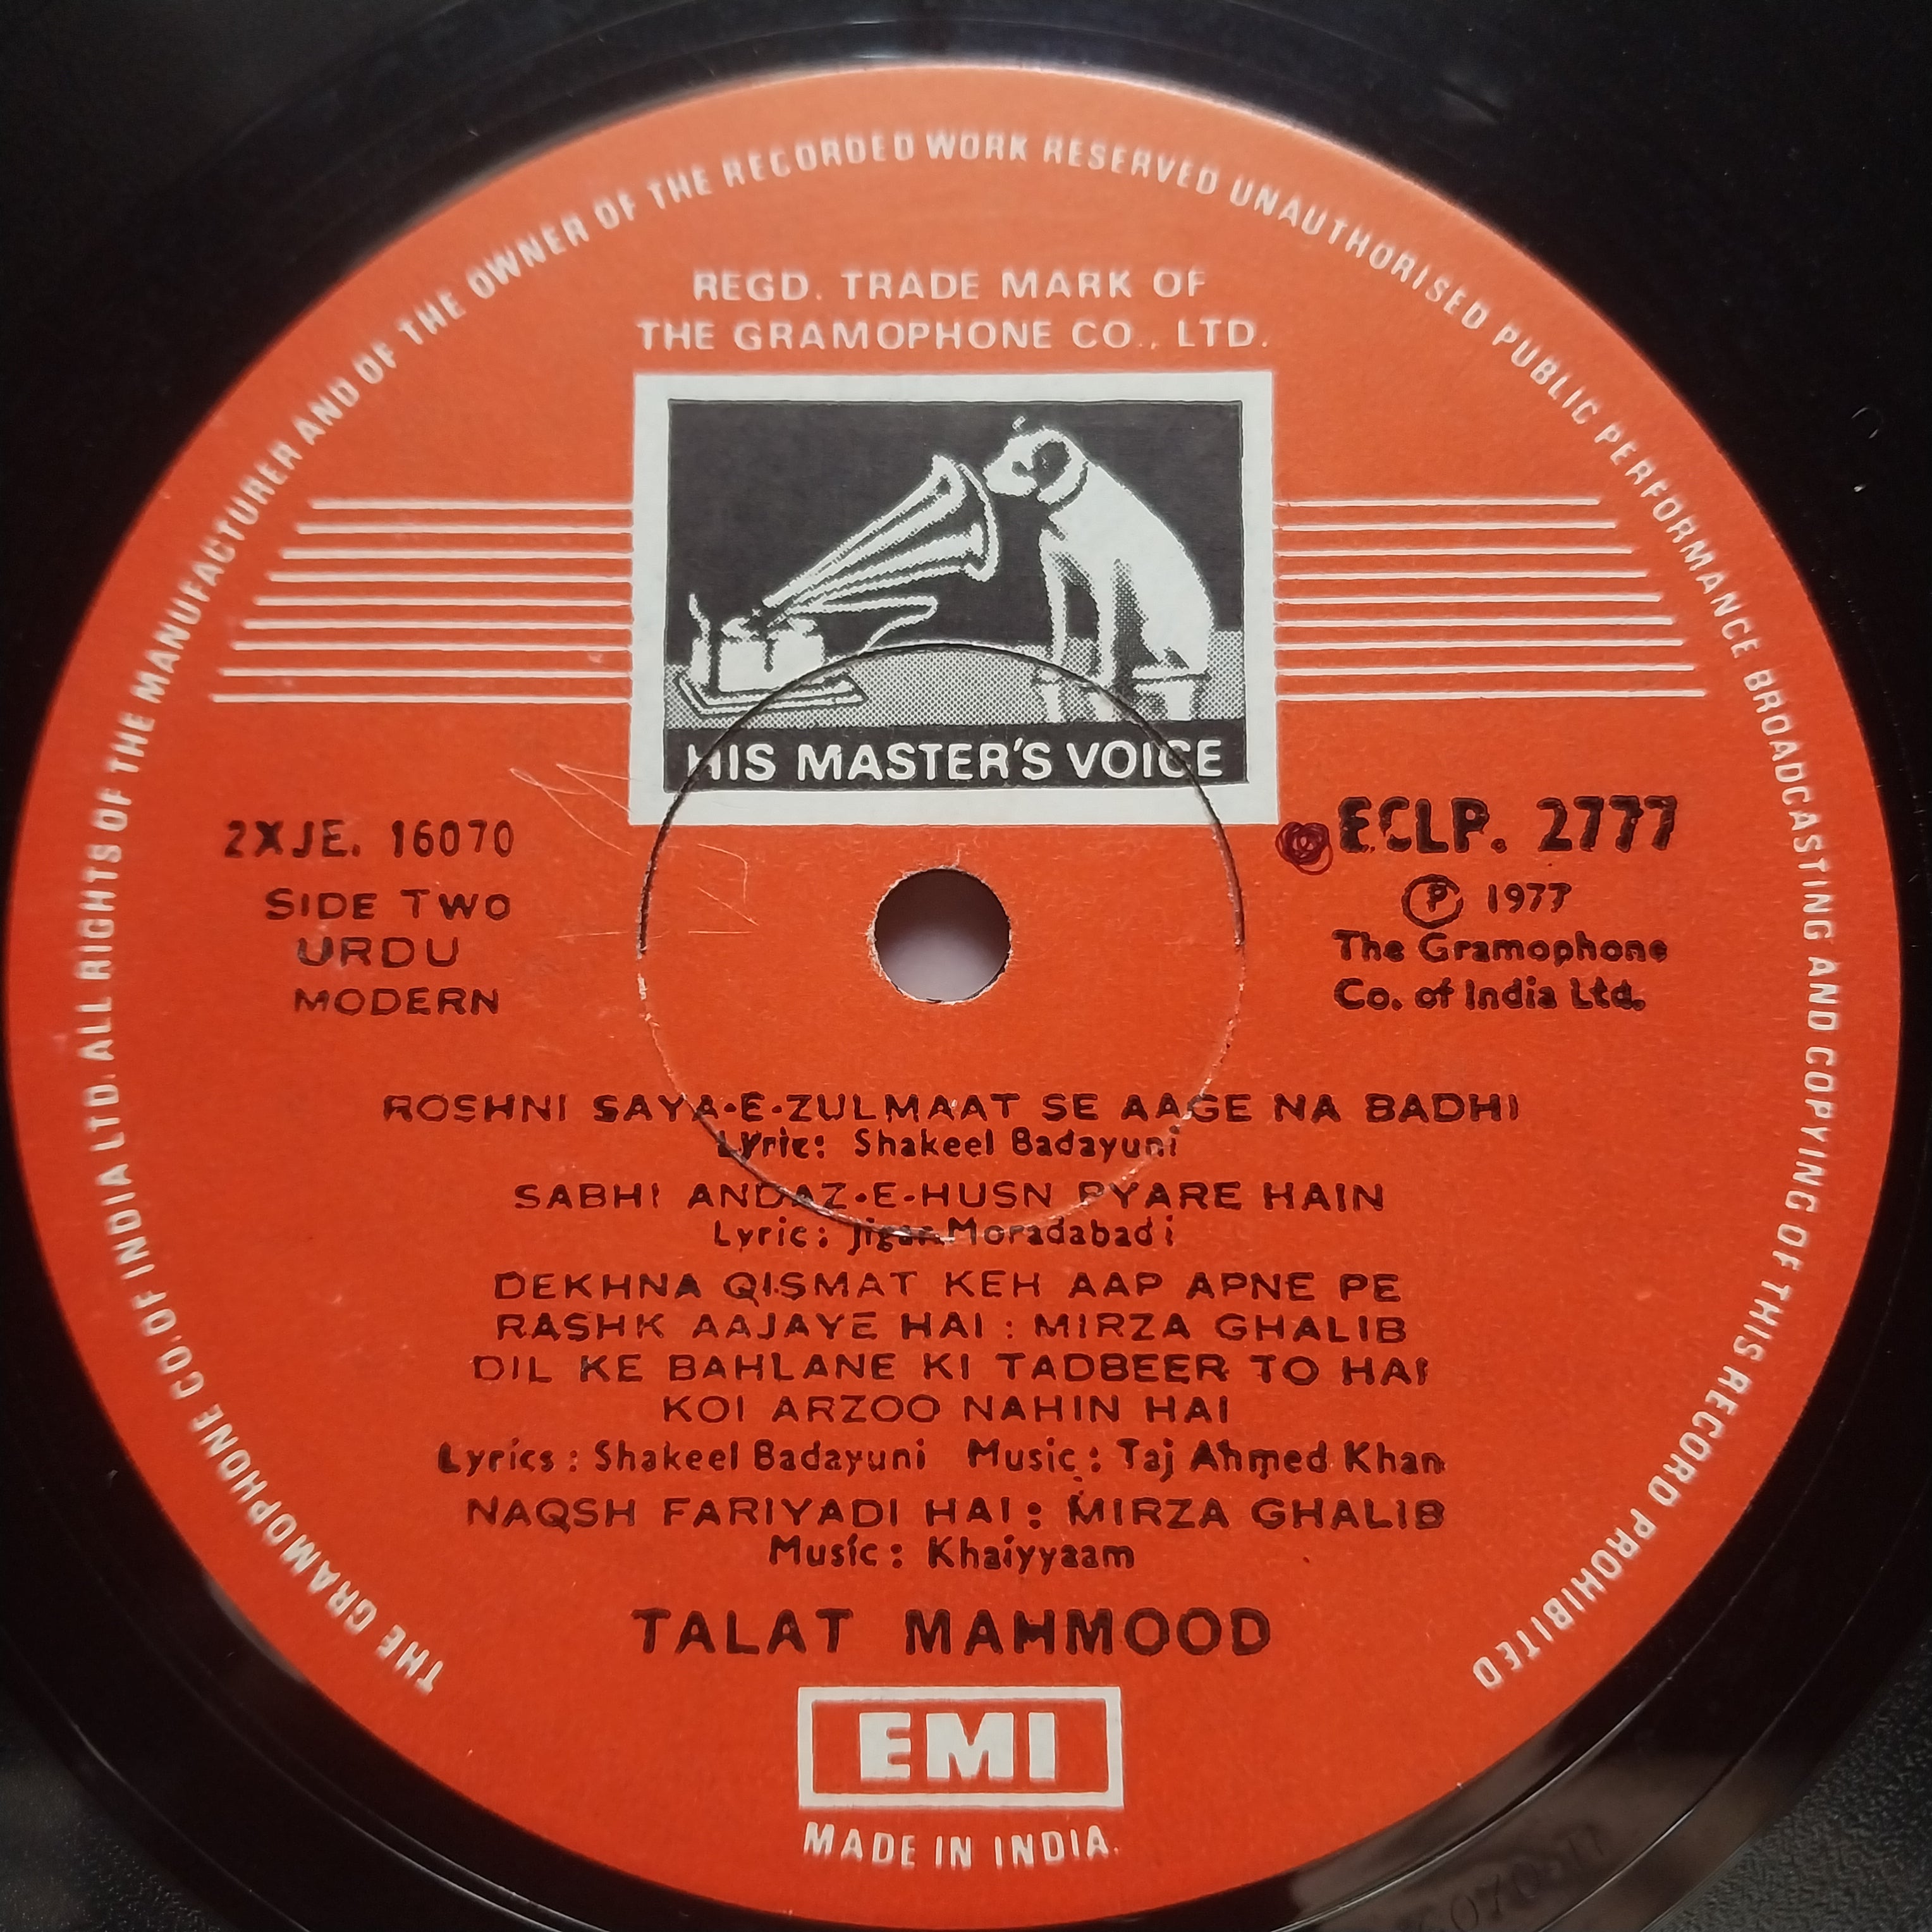 THE GRAMOPHONE CO. OF INDIA LTD. ALL RIGHTS OF THE MANUFACTURER AND OF THE OWNER OF THE RECORDED WORK RESERVED UNAUTHORISED PUBLIC PERFORMANCE BROADCASTING AND COPYING OF THIS RECORD PROHIBITED
REGD. TRADE MARK OF
THE GRAMOPHONE CO., LTD.
HIS MASTER'S VOICE
2XJE. 16070
SIDE TWO
URDU
MODERN
ECLP. 2777
Ⓟ 1977
The Gramophone
Co. of India Ltd.
ROSHNI SAYA-E-ZULMAAT SE AAGE NA BADHI
Lyric: Shakeel Badayuni
SABHI ANDAZ-E-HUSN PYARE HAIN
Lyric: Jigar Moradabadi
DEKHNA QISMAT KEH AAP APNE PE
RASHK AAJAYE HAI : MIRZA GHALIB
DIL KE BAHLANE KI TADBEER TO HAI
KOI ARZOO NAHIN HAI
Lyrics : Shakeel Badayuni Music : Taj Ahmed Khan
NAQSH FARIYADI HAI : MIRZA GHALIB
Music : Khaiyyaam
TALAT MAHMOOD
EMI
MADE IN INDIA.